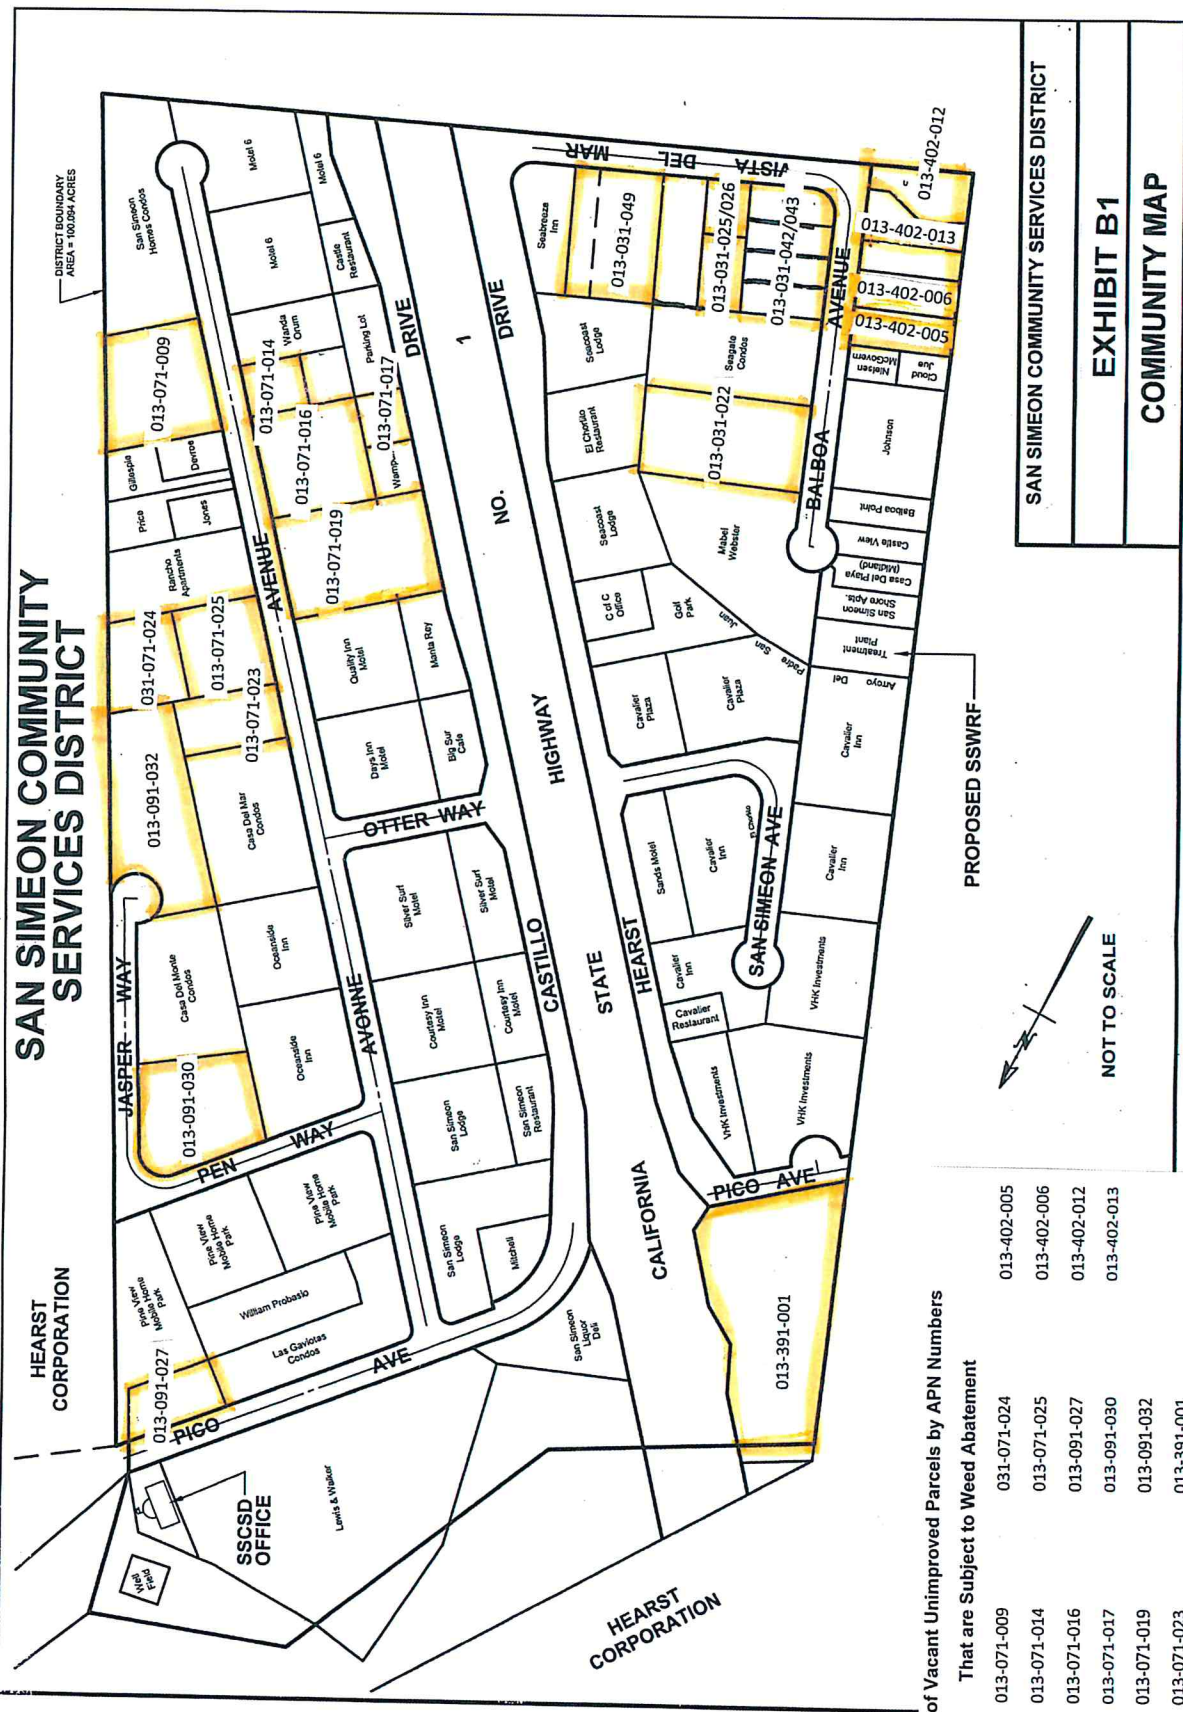 SAN SIMEON COMMUNITY
SERVICES DISTRICT
HEARST
CORPORATION
DISTRICT BOUNDARY
AREA = 100.094 ACRES
San Simeon
Homes Condos
Motel 6
Motel 6
Motel 6
Castle
Restaurant
Wanda
Orum
Parking Lot
013-071-009
013-071-014
013-071-016
013-071-017
013-071-019
Gillespie
Devroe
Price
Jones
Rancho
Apartments
031-071-024
013-071-025
013-071-023
013-091-032
Casa Del Mar
Condos
Quality Inn
Motel
Manta Rey
Days Inn
Motel
Big Sur
Cafe
OTTER WAY
JASPER WAY
Casa Del Monte
Condos
Oceanside
Inn
Oceanside
Inn
013-091-030
PEN WAY
AVONNE AVENUE
Silver Surf
Motel
Silver Surf
Motel
Courtesy Inn
Motel
Courtesy Inn
Motel
San Simeon
Lodge
San Simeon
Restaurant
San Simeon
Lodge
Mitchell
Pine View
Mobile Home
Park
Pine View
Mobile Home
Park
Pine View
Mobile Home
Park
William Probasio
Las Gaviotas
Condos
013-091-027
PICO AVE
San Simeon
Liquor
Deli
SSCSD
OFFICE
Well
Field
Lewis & Walker
HEARST
CORPORATION
CASTILLO DRIVE
CALIFORNIA STATE HIGHWAY NO. 1
HEARST DRIVE
Seabreeze
Inn
013-031-049
013-031-025/026
013-031-042/043
VISTA DEL MAR
Seacoast
Lodge
Seagate
Condos
El Chorlito
Restaurant
013-031-022
Seacoast
Lodge
Mabel
Webster
C of C
Office
Golf
Park
Padre San Juan
Cavalier
Plaza
Cavalier
Plaza
BALBOA AVENUE
013-402-012
013-402-013
013-402-006
013-402-005
Nielsen
McGovern
Cloud
Jue
Johnson
Balboa Point
Castle View
Casa Del Playa
(Midland)
San Simeon
Shore Apts.
Treatment
Plant
Arroyo Del
Sands Motel
Cavalier
Inn
SAN SIMEON AVE
Cavalier
Inn
Cavalier
Inn
Cavalier
Inn
Cavalier
Restaurant
VHK Investments
VHK Investments
VHK Investments
PICO AVE
013-391-001
PROPOSED SSWRF
N
NOT TO SCALE
SAN SIMEON COMMUNITY SERVICES DISTRICT
EXHIBIT B1
COMMUNITY MAP
of Vacant Unimproved Parcels by APN Numbers
That are Subject to Weed Abatement
013-071-009 031-071-024 013-402-005
013-071-014 013-071-025 013-402-006
013-071-016 013-091-027 013-402-012
013-071-017 013-091-030 013-402-013
013-071-019 013-091-032
013-071-023 013-391-001